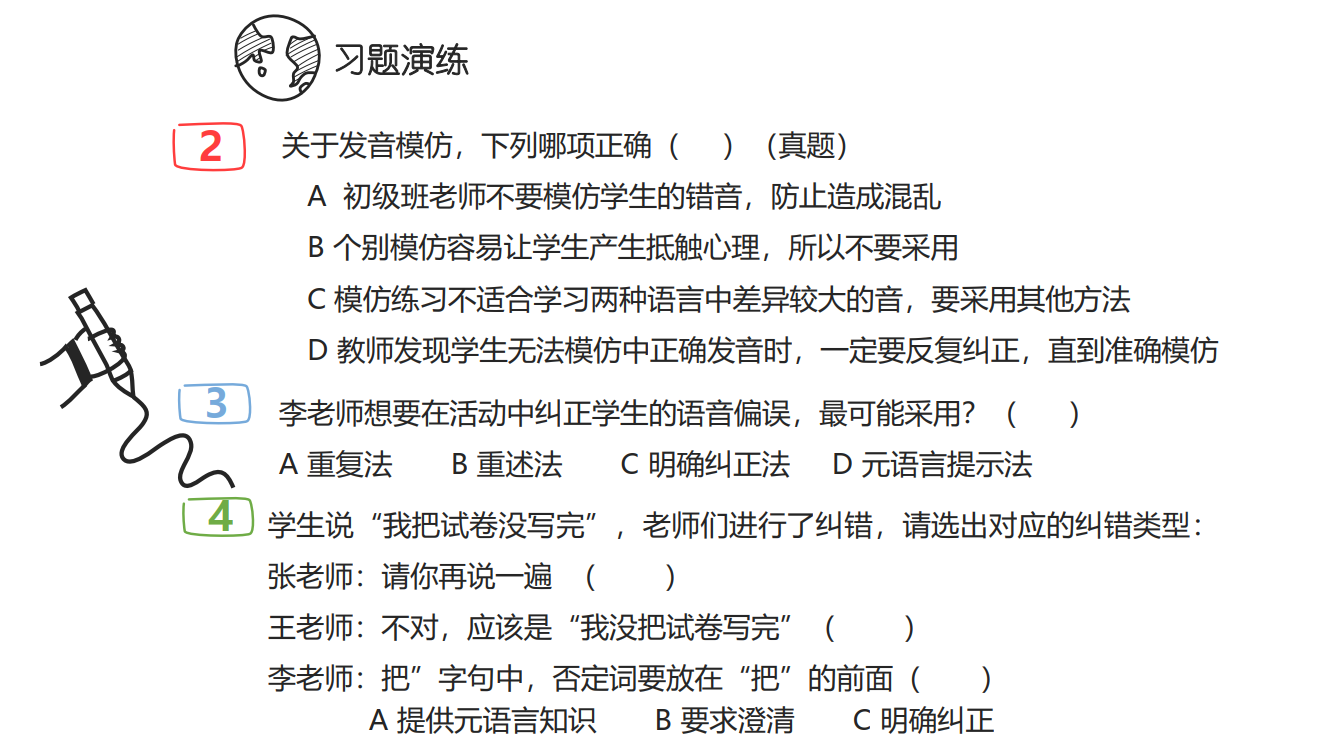 习题演练
2 关于发音模仿，下列哪项正确（ ）（真题）
A 初级班老师不要模仿学生的错音，防止造成混乱
B 个别模仿容易让学生产生抵触心理，所以不要采用
C 模仿练习不适合学习两种语言中差异较大的音，要采用其他方法
D 教师发现学生无法模仿中正确发音时，一定要反复纠正，直到准确模仿
3 李老师想要在活动中纠正学生的语音偏误，最可能采用？（ ）
A 重复法 B 重述法 C 明确纠正法 D 元语言提示法
4 学生说“我把试卷没写完”，老师们进行了纠错，请选出对应的纠错类型：
张老师：请你再说一遍 （ ）
王老师：不对，应该是“我没把试卷写完” （ ）
李老师：把”字句中，否定词要放在“把”的前面（ ）
A 提供元语言知识 B 要求澄清 C 明确纠正